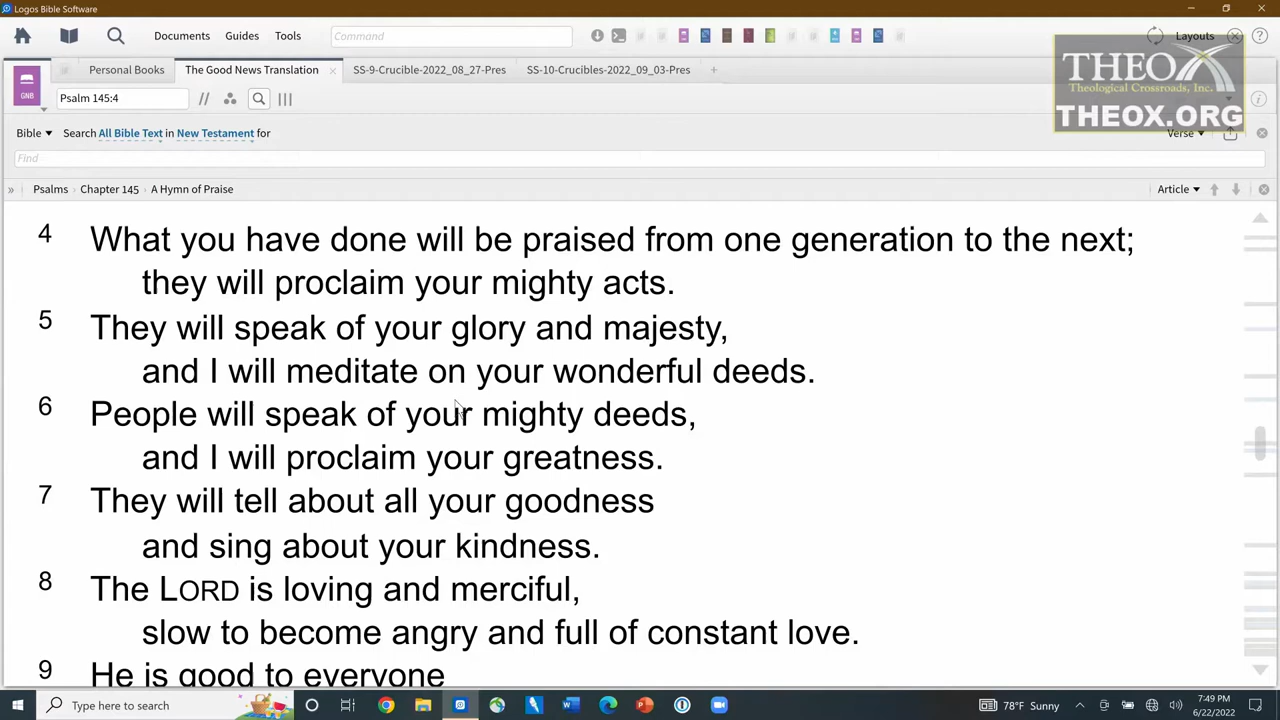 Logos Bible Software
Documents Guides Tools Command Layouts
THEOX
Theological Crossroads, Inc.
THEOX.ORG
Personal Books The Good News Translation SS-9-Crucible-2022_08_27-Pres SS-10-Crucibles-2022_09_03-Pres
GNB
Psalm 145:4
Bible Search All Bible Text in New Testament for Verse
Find
» Psalms › Chapter 145 › A Hymn of Praise Article
4 What you have done will be praised from one generation to the next;
they will proclaim your mighty acts.
5 They will speak of your glory and majesty,
and I will meditate on your wonderful deeds.
6 People will speak of your mighty deeds,
and I will proclaim your greatness.
7 They will tell about all your goodness
and sing about your kindness.
8 The LORD is loving and merciful,
slow to become angry and full of constant love.
9 He is good to everyone
Type here to search
78°F Sunny
7:49 PM
6/22/2022